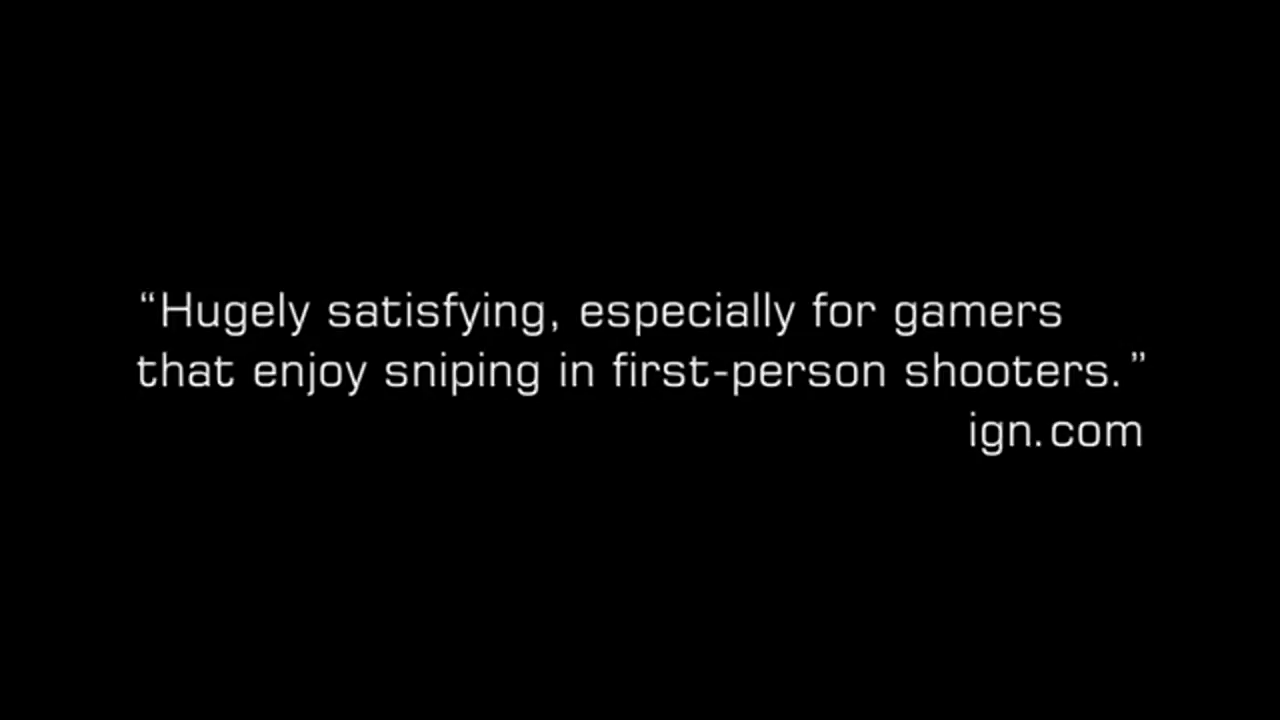 “Hugely satisfying, especially for gamers
that enjoy sniping in first-person shooters.”
ign.com